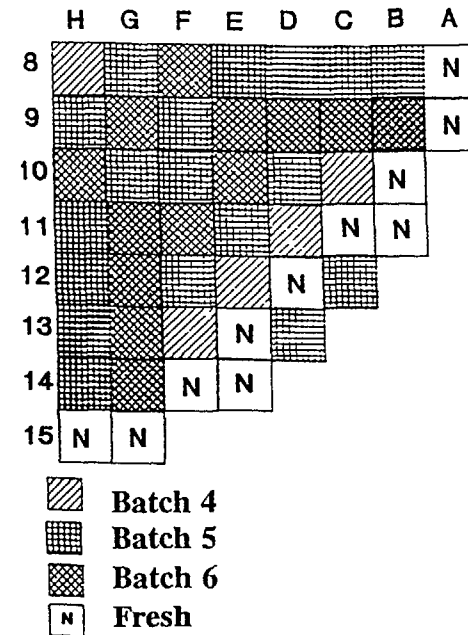 H G F E D C B A
8 N
9 N
10 N
11 N N
12 N
13 N
14 N N
15 N N
Batch 4
Batch 5
Batch 6
N Fresh